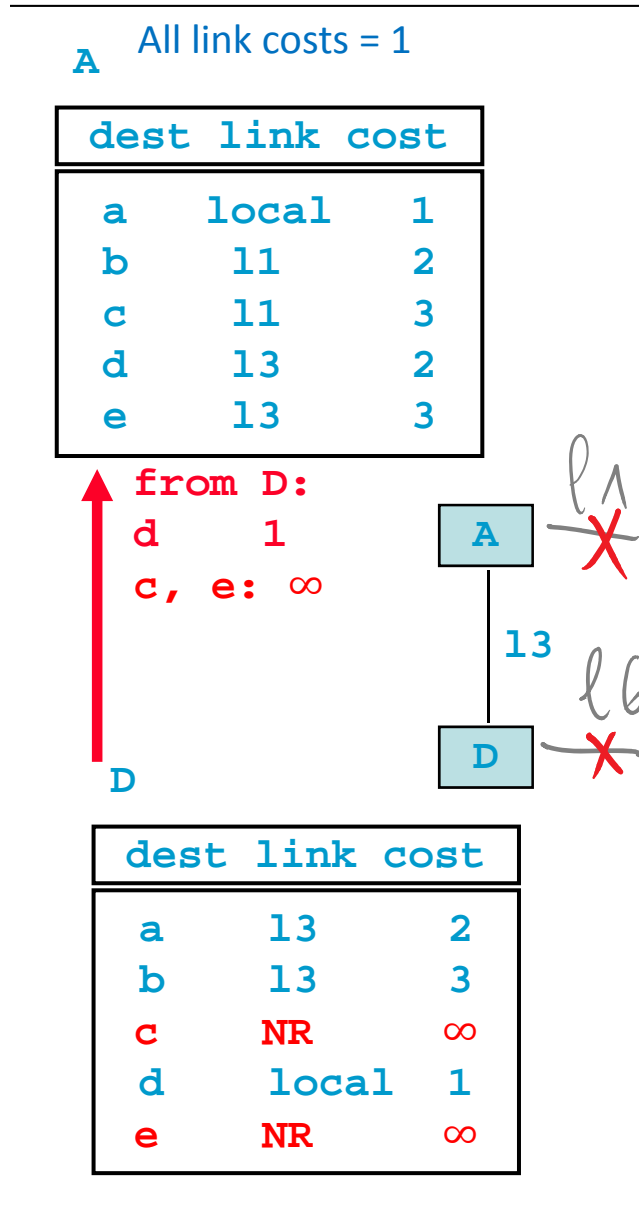 All link costs = 1
A
dest link cost
a local 1
b l1 2
c l1 3
d l3 2
e l3 3
from D:
d 1
c, e: ∞
l1
A
l3
l6
D
D
dest link cost
a l3 2
b l3 3
c NR ∞
d local 1
e NR ∞